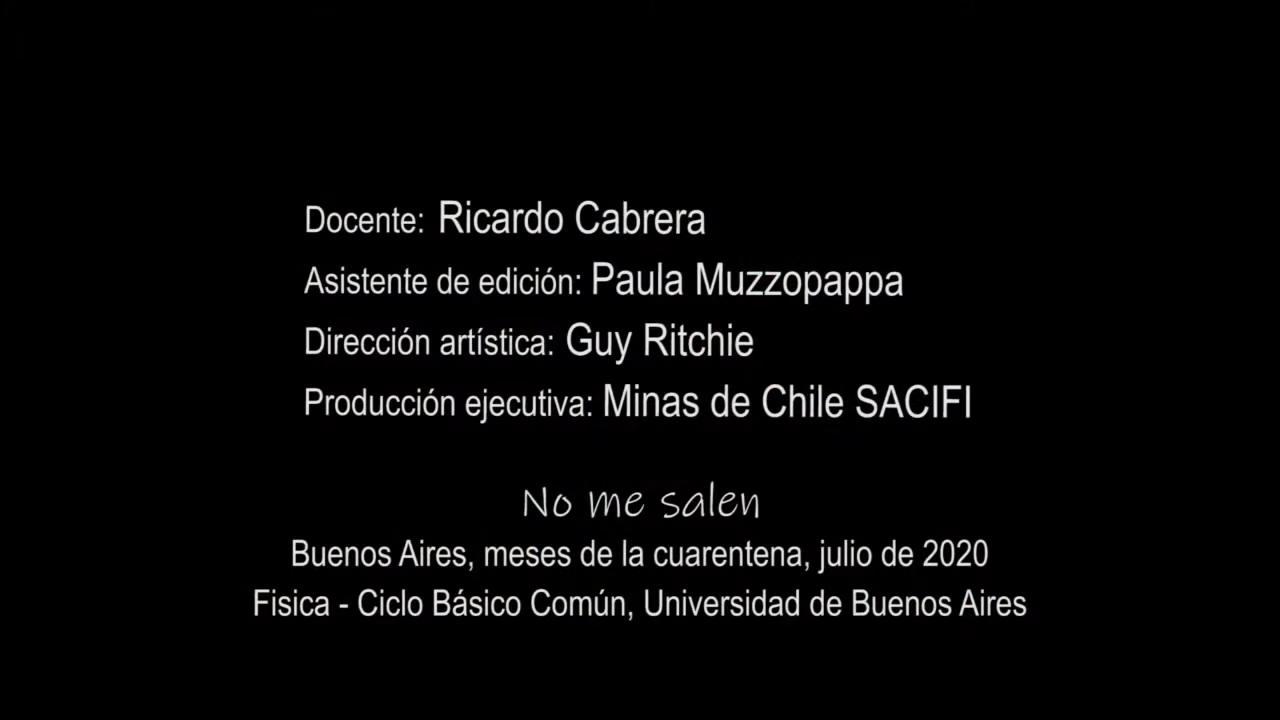 Docente: Ricardo Cabrera
Asistente de edición: Paula Muzzopappa
Dirección artística: Guy Ritchie
Producción ejecutiva: Minas de Chile SACIFI
No me salen
Buenos Aires, meses de la cuarentena, julio de 2020
Fisica - Ciclo Básico Común, Universidad de Buenos Aires